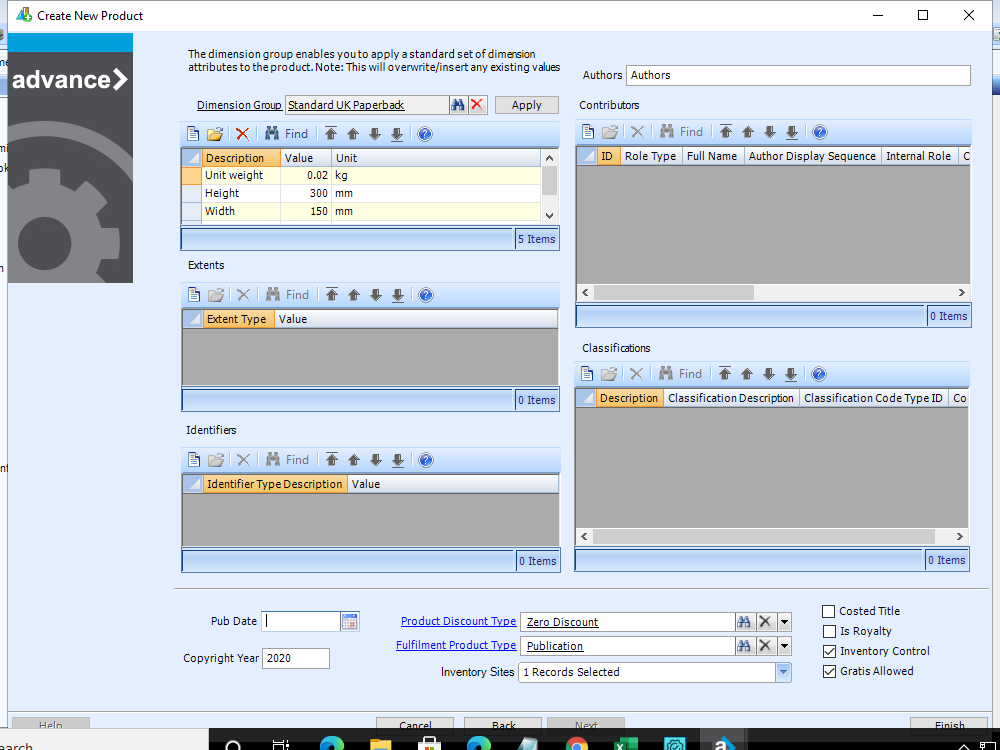 Create New Product
advance
The dimension group enables you to apply a standard set of dimension
attributes to the product. Note: This will overwrite/insert any existing values
Dimension Group Standard UK Paperback Apply
Find
Description Value Unit
Unit weight 0.02 kg
Height 300 mm
Width 150 mm
5 Items
Extents
Find
Extent Type Value
0 Items
Identifiers
Find
Identifier Type Description Value
0 Items
Authors Authors
Contributors
Find
ID Role Type Full Name Author Display Sequence Internal Role C
0 Items
Classifications
Find
Description Classification Description Classification Code Type ID Co
0 Items
Pub Date
Copyright Year 2020
Product Discount Type Zero Discount
Fulfilment Product Type Publication
Inventory Sites 1 Records Selected
Costed Title
Is Royalty
Inventory Control
Gratis Allowed
Help Cancel Back Next Finish
earch